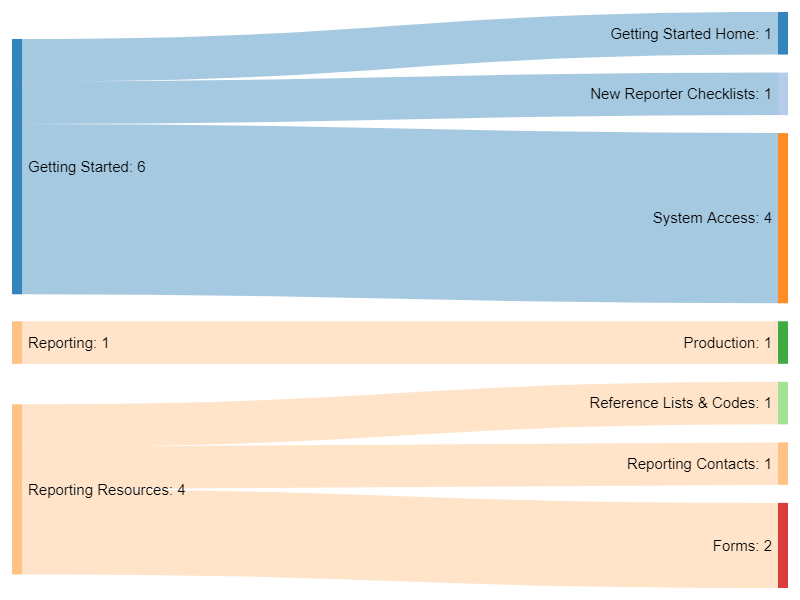 Getting Started Home: 1
New Reporter Checklists: 1
Getting Started: 6
System Access: 4
Reporting: 1
Production: 1
Reference Lists & Codes: 1
Reporting Contacts: 1
Reporting Resources: 4
Forms: 2